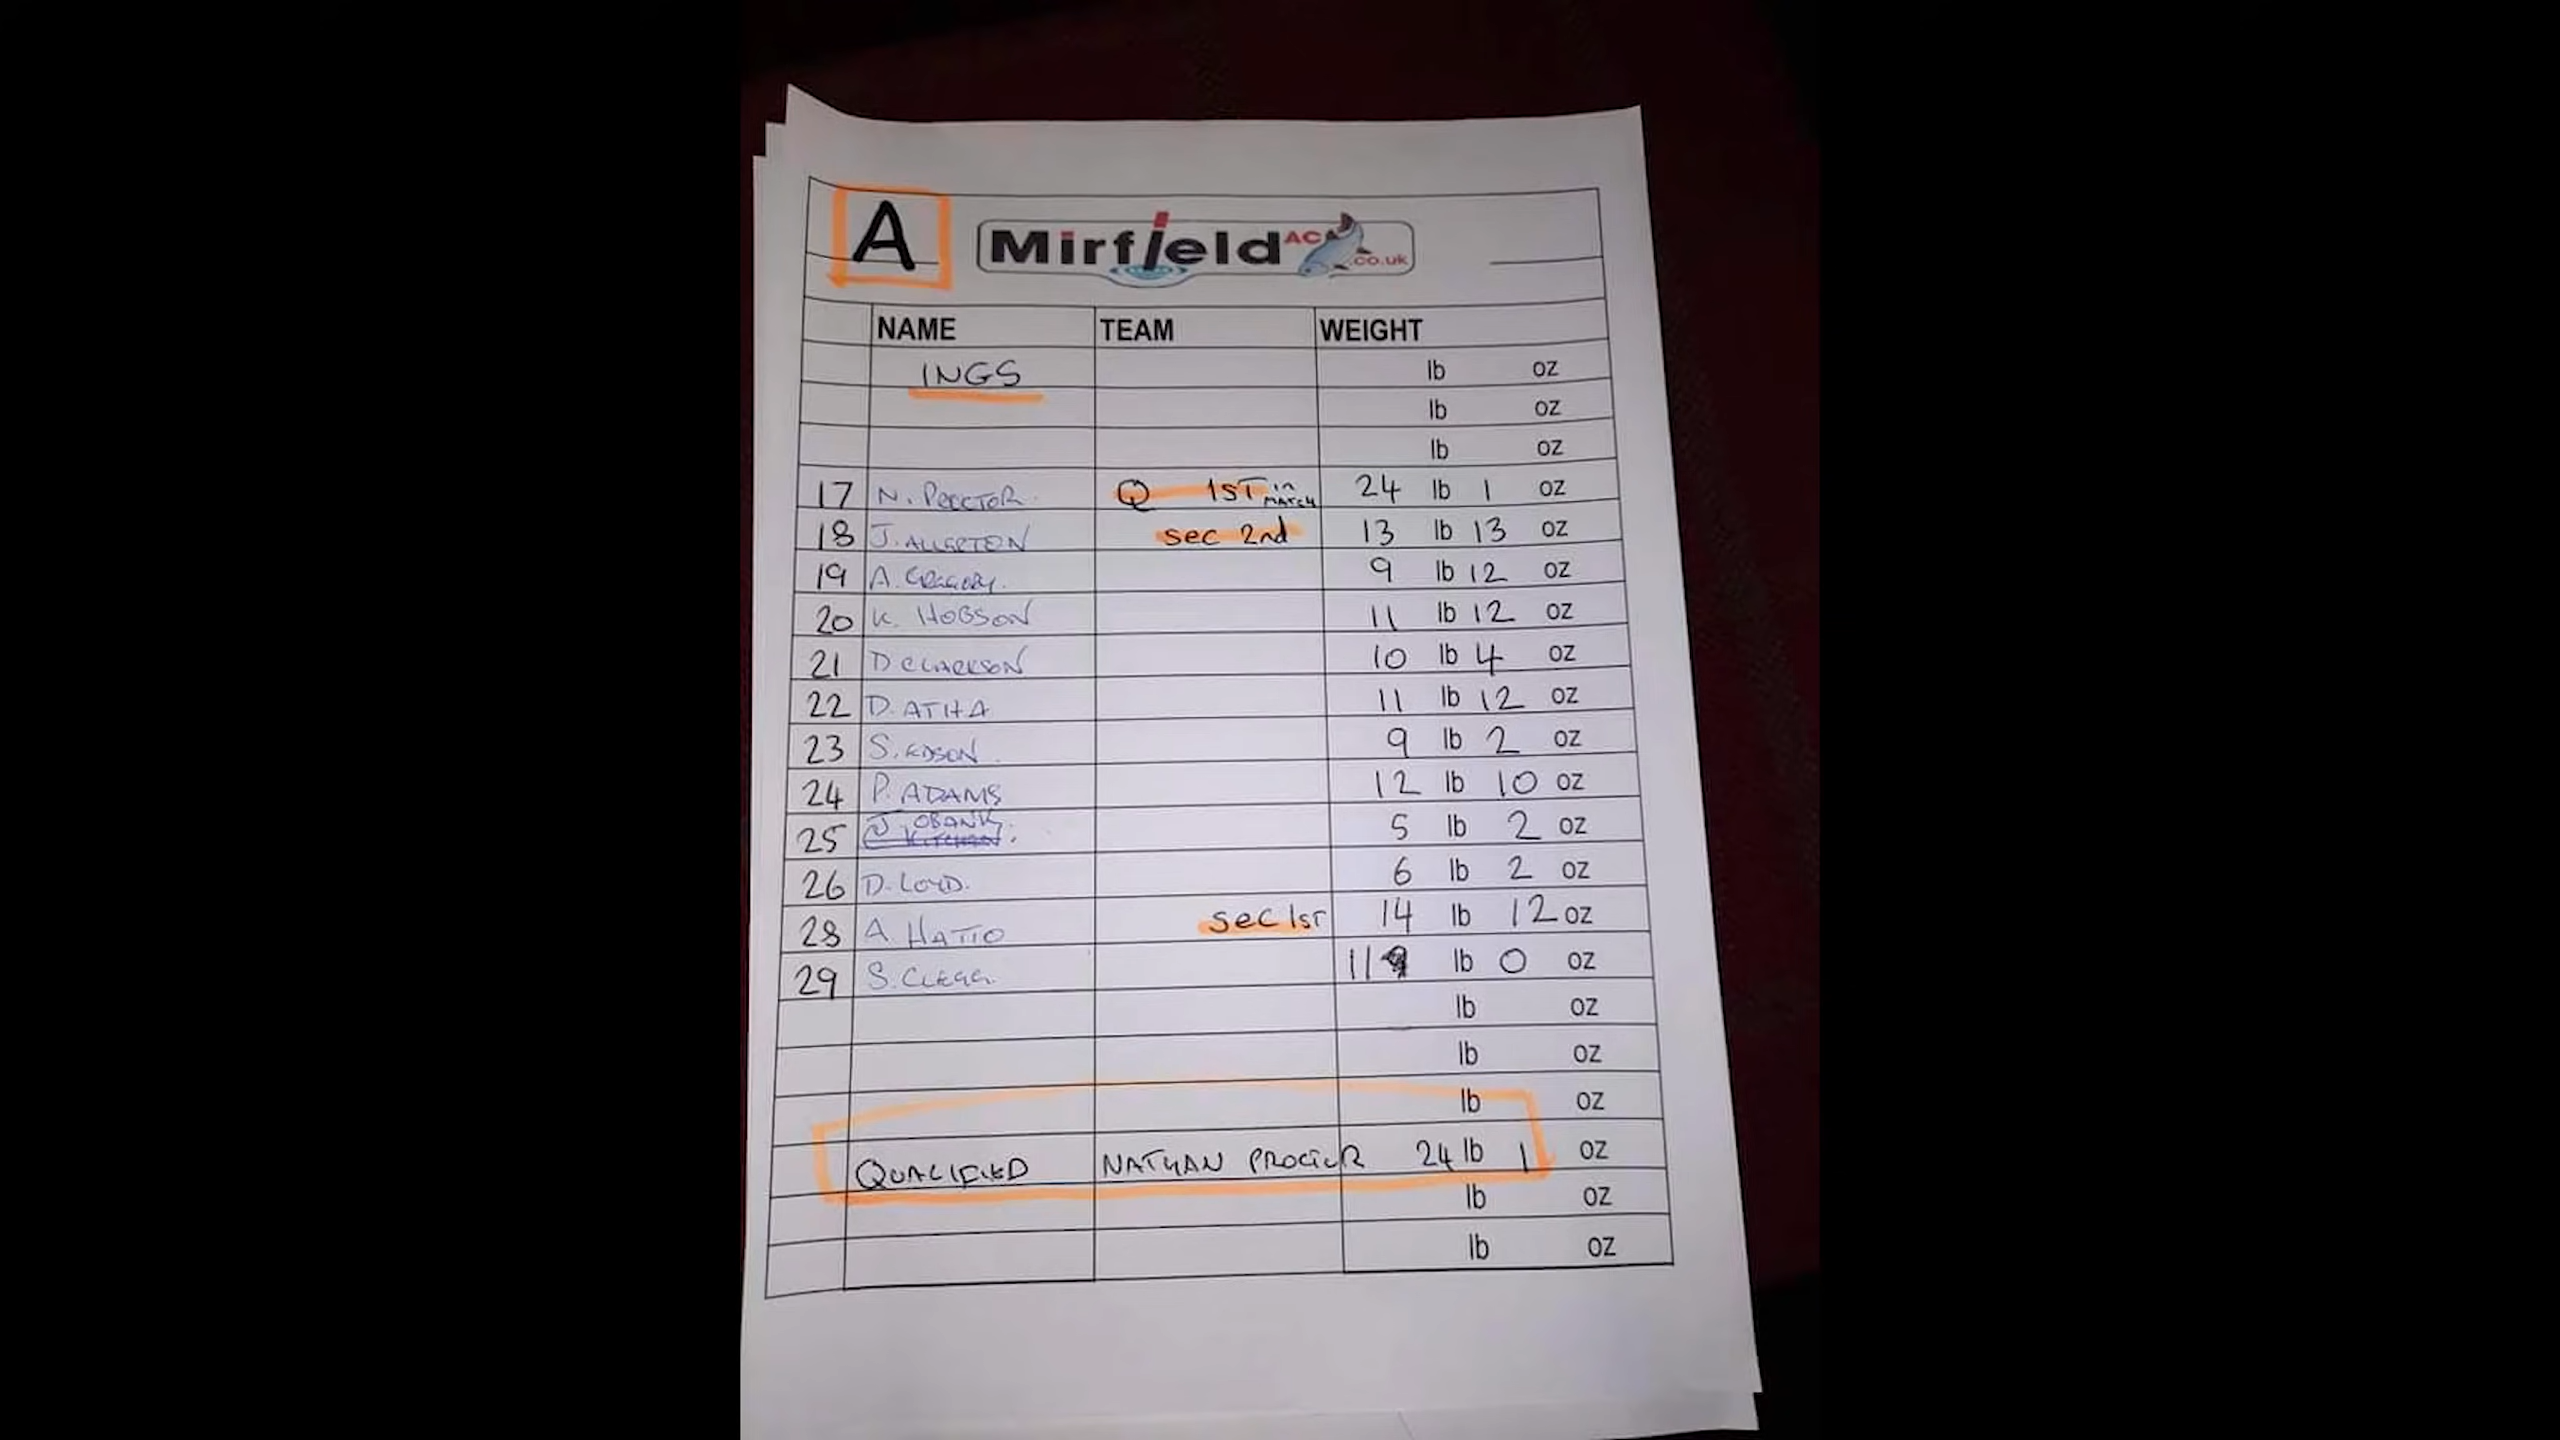 A Mirfield AC .co.uk
NAME TEAM WEIGHT
INGS lb oz
lb oz
lb oz
17 N. PROCTOR Q 1ST in MATCH 24 lb 1 oz
18 J. ALLERTON sec 2nd 13 lb 13 oz
19 A. GREGORY. 9 lb 12 oz
20 K. HOBSON 11 lb 12 oz
21 D CLARKSON 10 lb 4 oz
22 D. ATHA 11 lb 12 oz
23 S. EDSON. 9 lb 2 oz
24 P. ADAMS 12 lb 10 oz
25 J. OBANK. 5 lb 2 oz
26 D. LOYD. 6 lb 2 oz
28 A. HATTO sec 1ST 14 lb 12 oz
29 S. CLEGG. 11 lb 0 oz
lb oz
lb oz
lb oz
QUALIFIED NATHAN PROCTOR 24 lb 1 oz
lb oz
lb oz